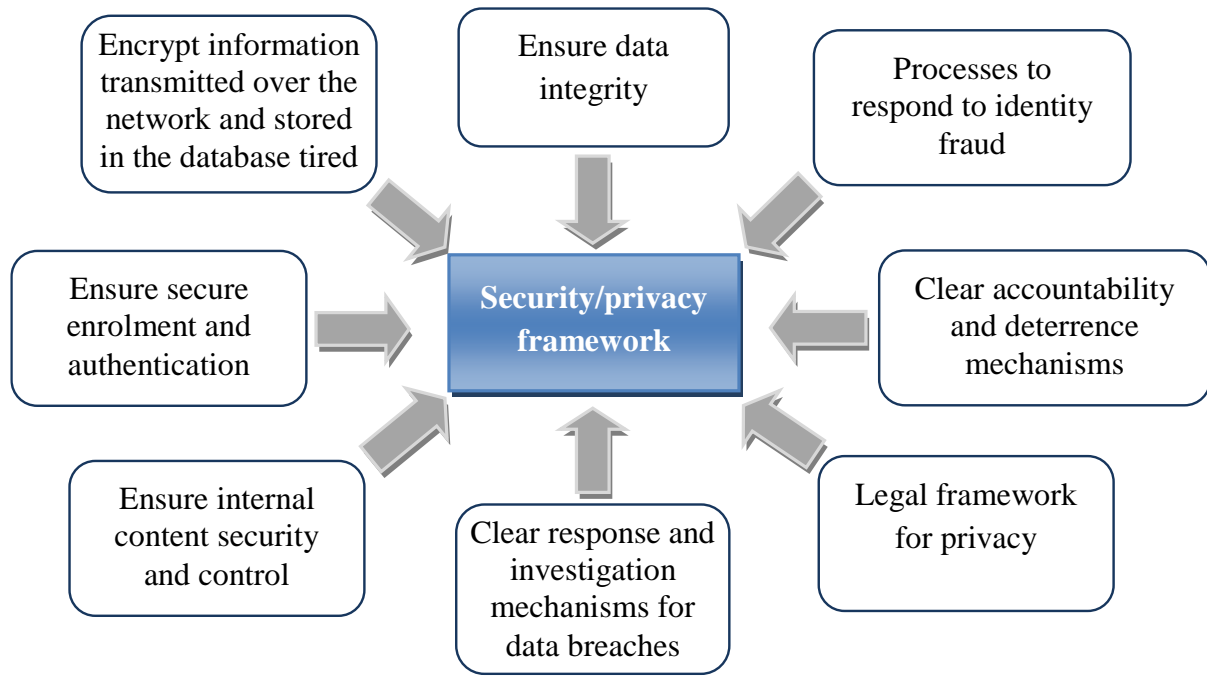 Encrypt information
transmitted over the
network and stored
in the database tired
Ensure data
integrity
Processes to
respond to identity
fraud
Ensure secure
enrolment and
authentication
Security/privacy
framework
Clear accountability
and deterrence
mechanisms
Ensure internal
content security
and control
Clear response and
investigation
mechanisms for
data breaches
Legal framework
for privacy